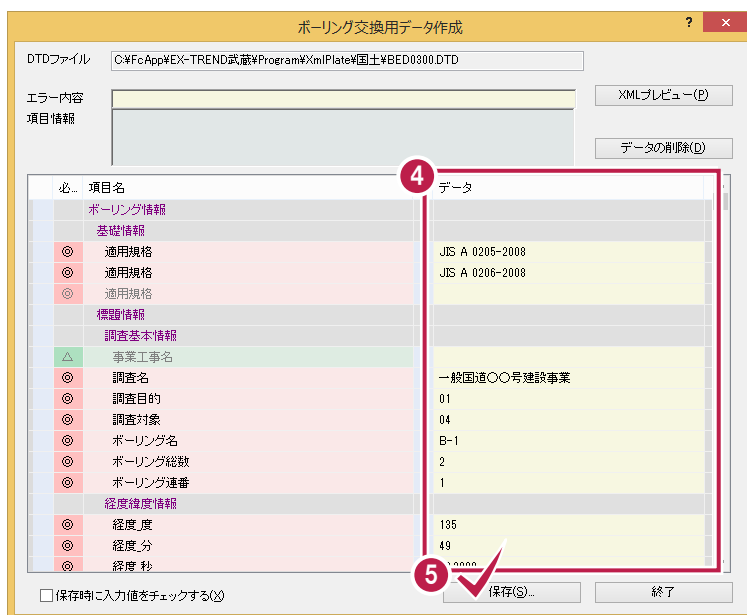 ボーリング交換用データ作成
? ×
DTDファイル C:¥FcApp¥EX-TREND武蔵¥Program¥XmlPlate¥国土¥BED0300.DTD
エラー内容 XMLプレビュー(P)
項目情報
データの削除(D)
4
必... 項目名 データ
ボーリング情報
基礎情報
◎ 適用規格 JIS A 0205-2008
◎ 適用規格 JIS A 0206-2008
◎ 適用規格
標題情報
調査基本情報
△ 事業工事名
◎ 調査名 一般国道〇〇号建設事業
◎ 調査目的 01
◎ 調査対象 04
◎ ボーリング名 B-1
◎ ボーリング総数 2
◎ ボーリング連番 1
経度緯度情報
◎ 経度_度 135
◎ 経度_分 49
◎ 経度_秒
5
保存時に入力値をチェックする(X) 保存(S)... 終了